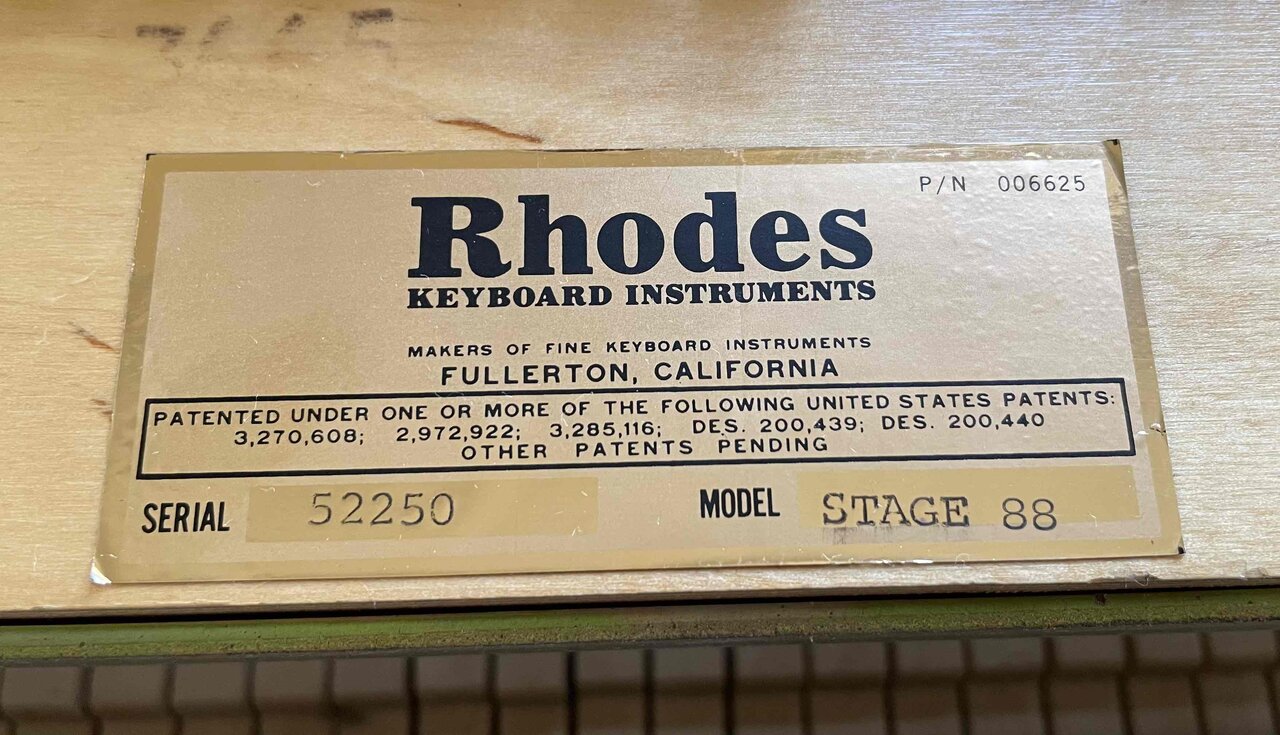 P/N 006625
Rhodes
KEYBOARD INSTRUMENTS
MAKERS OF FINE KEYBOARD INSTRUMENTS
FULLERTON, CALIFORNIA
PATENTED UNDER ONE OR MORE OF THE FOLLOWING UNITED STATES PATENTS:
3,270,608; 2,972,922; 3,285,116; DES. 200,439; DES. 200,440
OTHER PATENTS PENDING
SERIAL 52250 MODEL STAGE 88